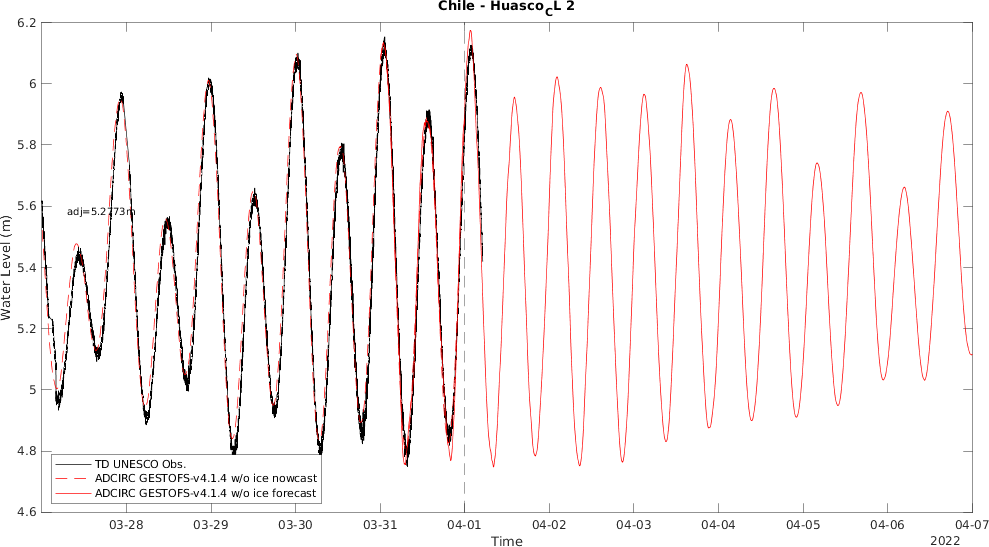 Chile - Huasco_CL 2
6.2
6
5.8
5.6
5.4
5.2
5
4.8
4.6
Water Level (m)
adj=5.2773m
TD UNESCO Obs.
ADCIRC GESTOFS-v4.1.4 w/o ice nowcast
ADCIRC GESTOFS-v4.1.4 w/o ice forecast
03-28 03-29 03-30 03-31 04-01 04-02 04-03 04-04 04-05 04-06 04-07
Time
2022